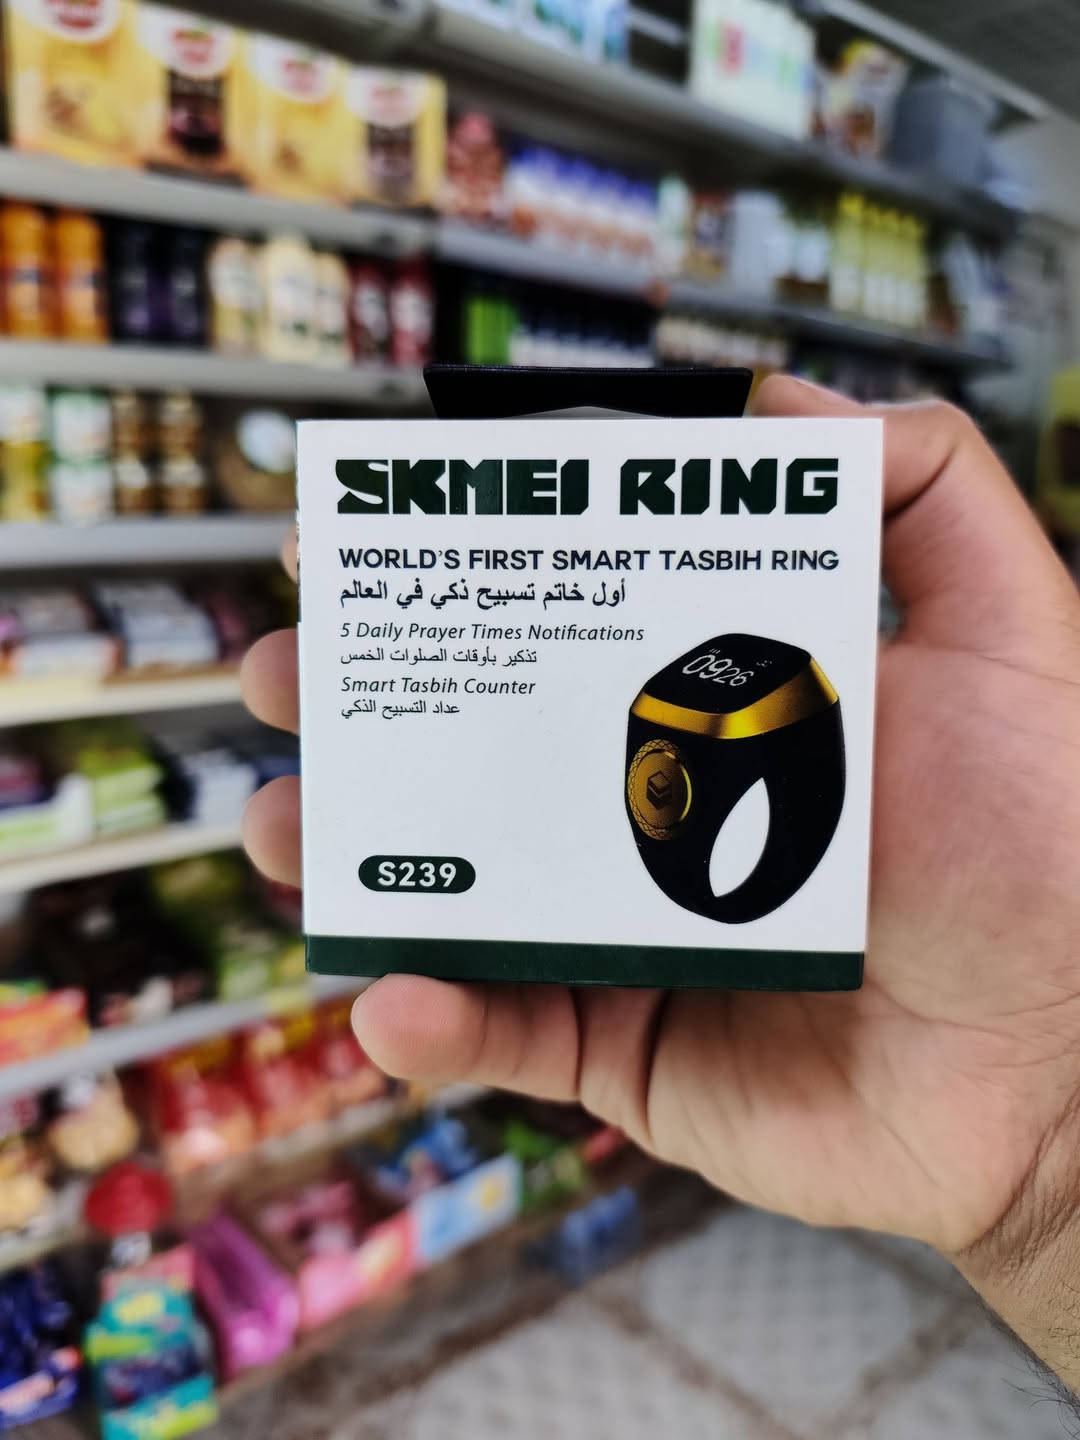 SKMEI RING
WORLD'S FIRST SMART TASBIH RING
أول خاتم تسبيح ذكي في العالم
5 Daily Prayer Times Notifications
تذكير بأوقات الصلوات الخمس
Smart Tasbih Counter
عداد التسبيح الذكي
0926
S239